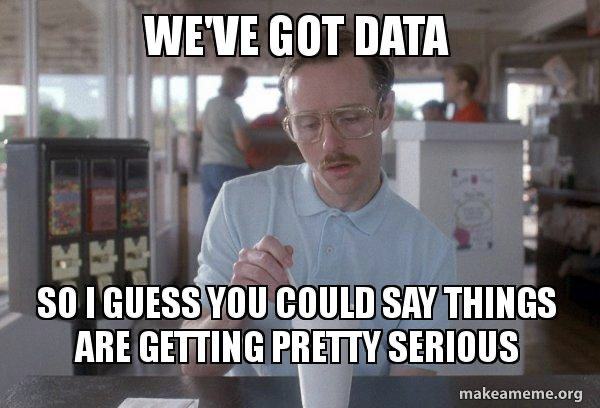 WE'VE GOT DATA
SO I GUESS YOU COULD SAY THINGS
ARE GETTING PRETTY SERIOUS
makeameme.org